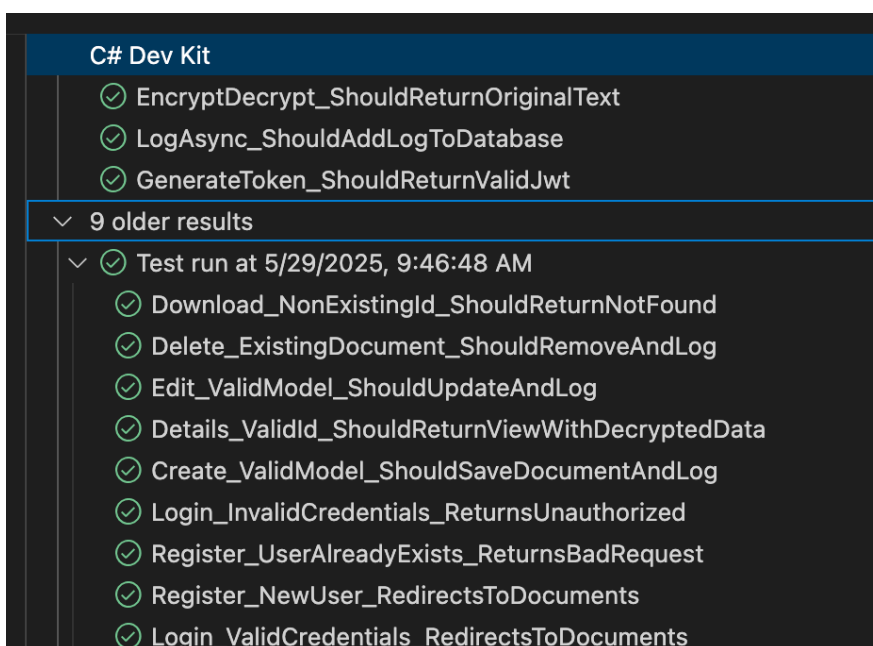 C# Dev Kit
EncryptDecrypt_ShouldReturnOriginalText
LogAsync_ShouldAddLogToDatabase
GenerateToken_ShouldReturnValidJwt
9 older results
Test run at 5/29/2025, 9:46:48 AM
Download_NonExistingId_ShouldReturnNotFound
Delete_ExistingDocument_ShouldRemoveAndLog
Edit_ValidModel_ShouldUpdateAndLog
Details_ValidId_ShouldReturnViewWithDecryptedData
Create_ValidModel_ShouldSaveDocumentAndLog
Login_InvalidCredentials_ReturnsUnauthorized
Register_UserAlreadyExists_ReturnsBadRequest
Register_NewUser_RedirectsToDocuments
Login_ValidCredentials_RedirectsToDocuments